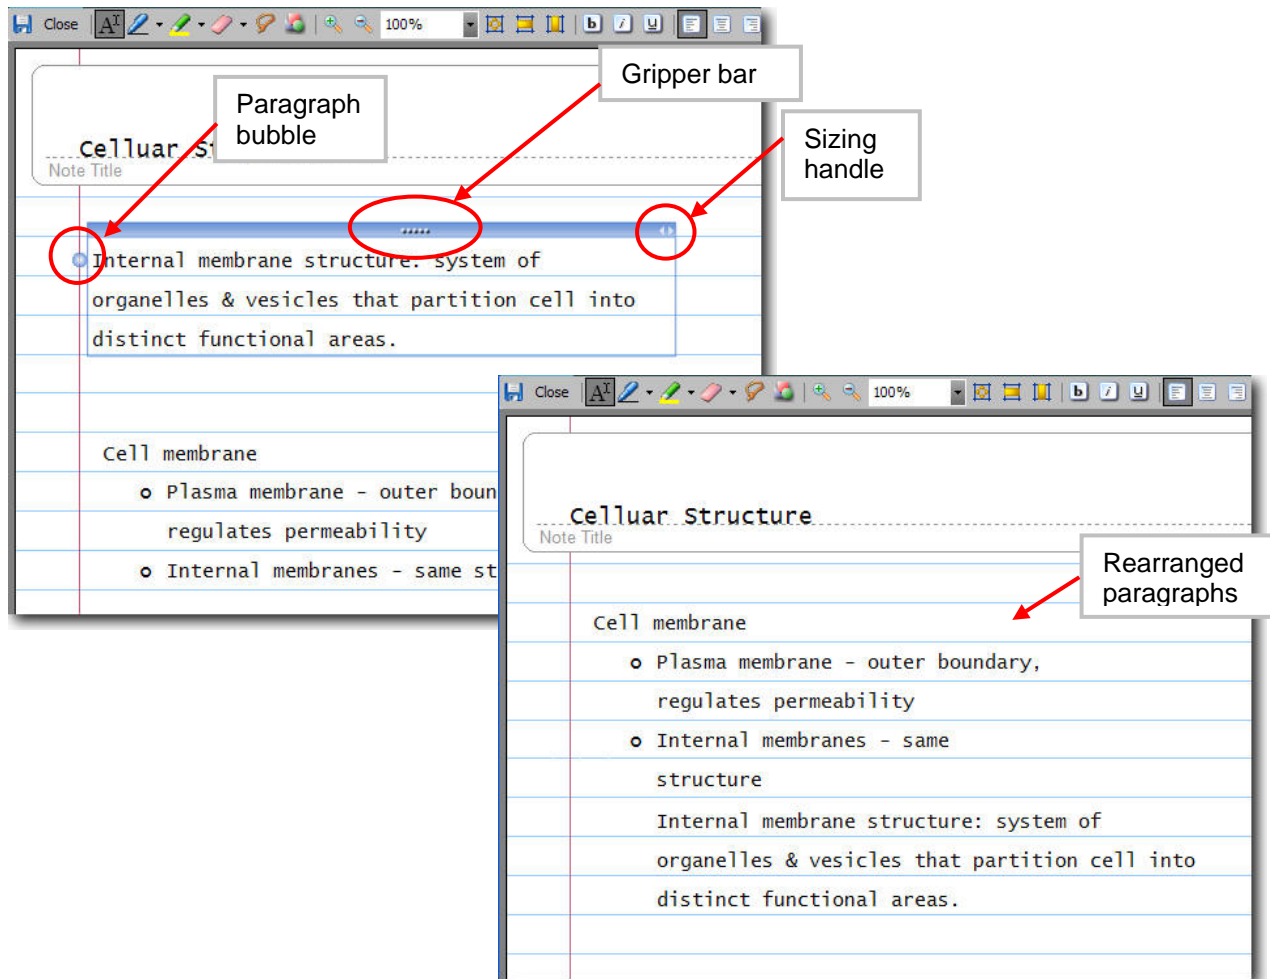 Close
100%
b i u
Gripper bar
Paragraph
bubble
Sizing
handle
Celluar St
Note Title
Internal membrane structure: system of
organelles & vesicles that partition cell into
distinct functional areas.
Cell membrane
Plasma membrane – outer boun
regulates permeability
Internal membranes – same st
Close
100%
b i u
Celluar Structure
Note Title
Rearranged
paragraphs
Cell membrane
Plasma membrane – outer boundary,
regulates permeability
Internal membranes – same
structure
Internal membrane structure: system of
organelles & vesicles that partition cell into
distinct functional areas.